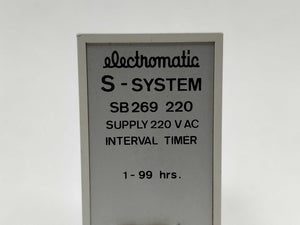 electromatic
S-SYSTEM
SB269 220
SUPPLY 220 V AC
INTERVAL TIMER
1-99 hrs.